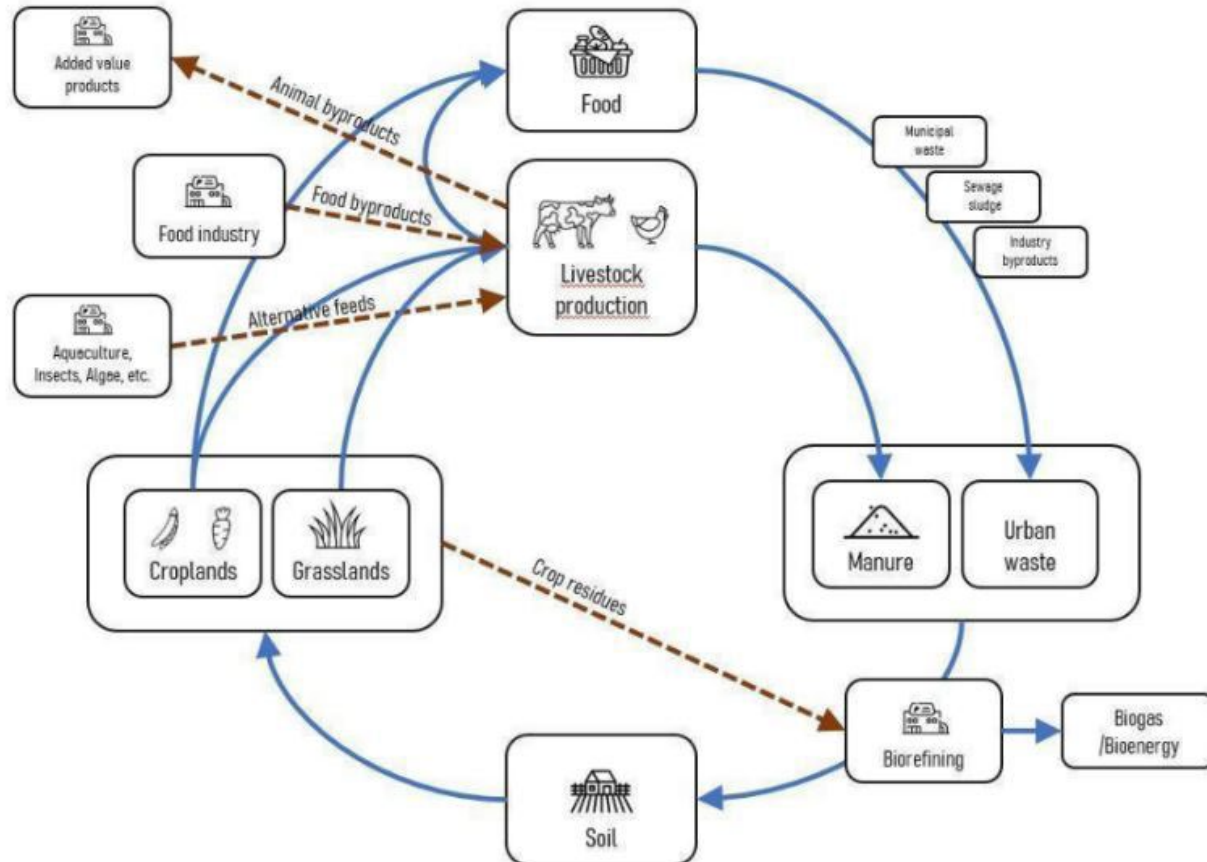 Added value
products
Animal byproducts
Food
Municipal
waste
Sewage
sludge
Industry
byproducts
Food industry
Food byproducts
Livestock
production
Alternative feeds
Aquaculture,
Insects, Algae, etc.
Croplands
Grasslands
Manure
Urban
waste
Crop residues
Biorefining
Biogas
/Bioenergy
Soil